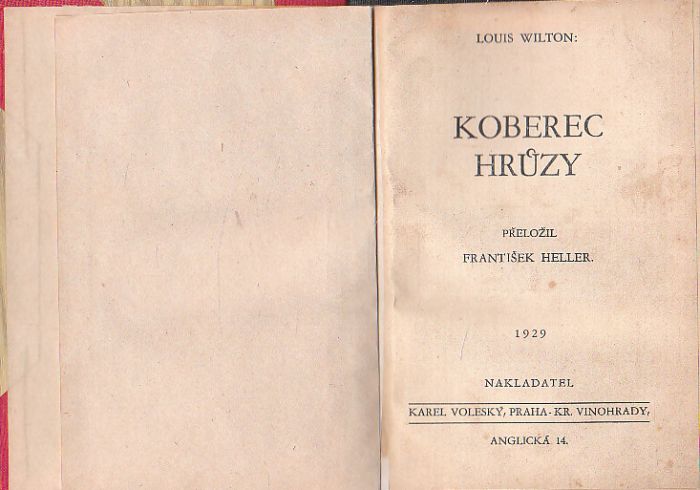 LOUIS WILTON:
KOBEREC
HRŮZY
PŘELOŽIL
FRANTIŠEK HELLER.
1929
NAKLADATEL
KAREL VOLESKÝ, PRAHA - KR. VINOHRADY,
ANGLICKÁ 14.